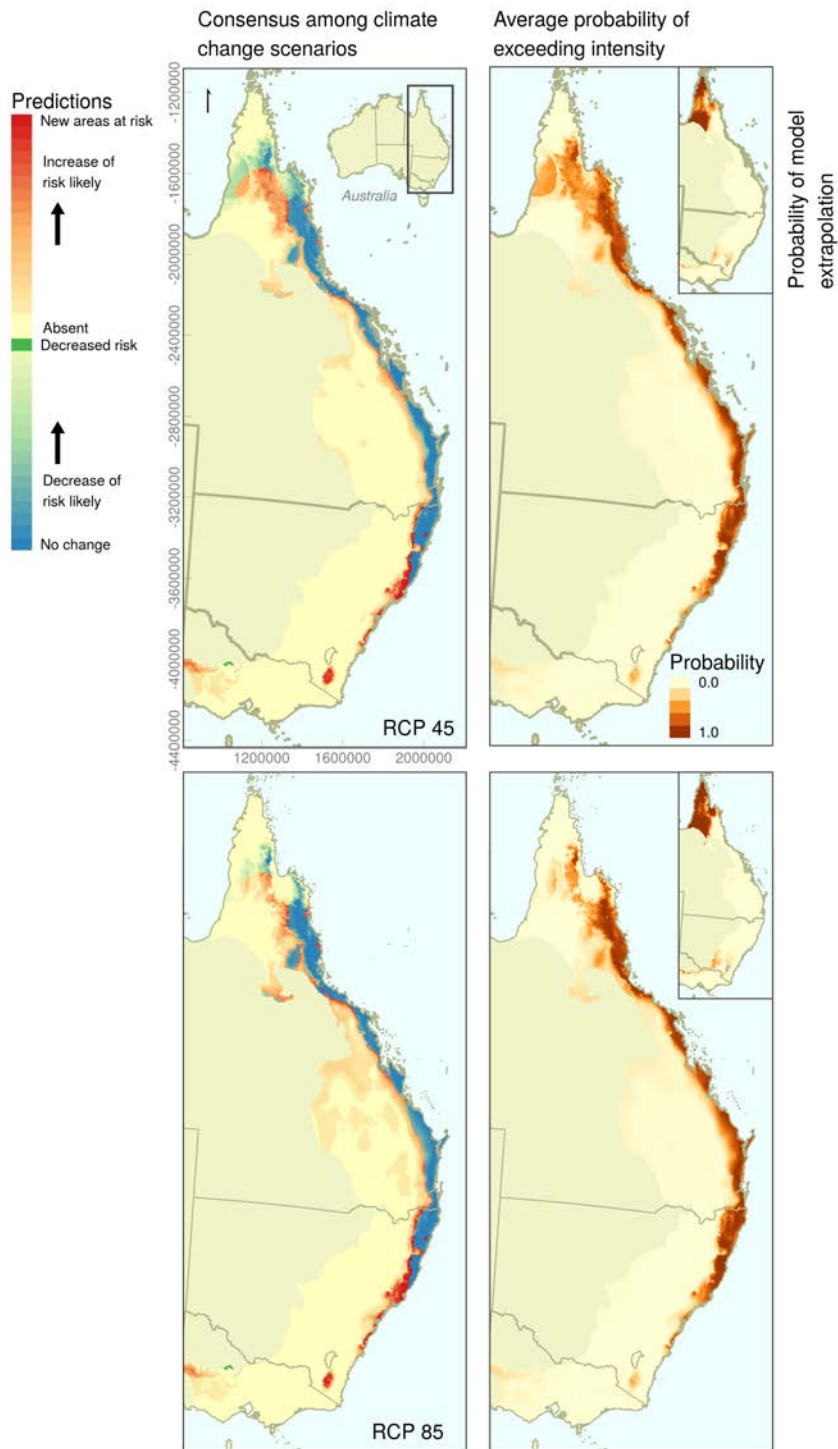 Consensus among climate
change scenarios
Average probability of
exceeding intensity
Predictions
New areas at risk
Increase of
risk likely
Absent
Decreased risk
Decrease of
risk likely
No change
-1200000
-1600000
-2000000
-2400000
-2800000
-3200000
-3600000
-4000000
-4400000
Australia
Probability of model
extrapolation
Probability
0.0
1.0
RCP 45
1200000
1600000
2000000
RCP 85